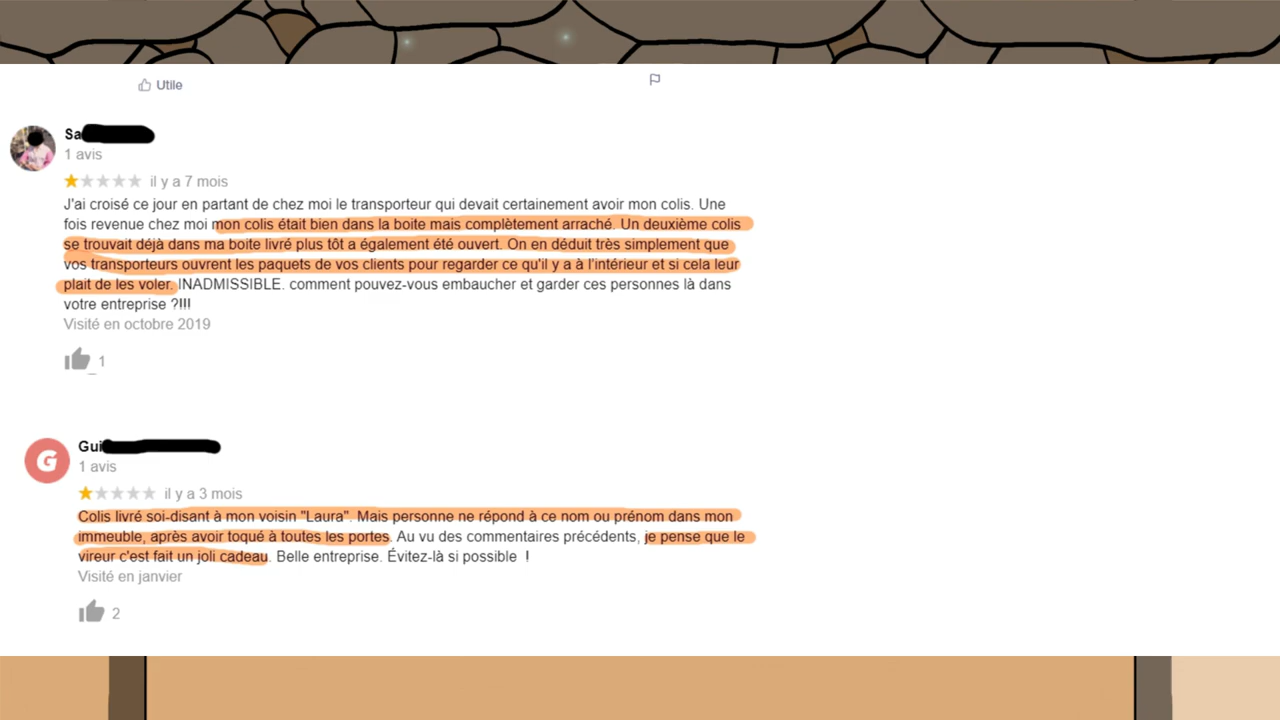 Utile
Sa
1 avis
il y a 7 mois
J'ai croisé ce jour en partant de chez moi le transporteur qui devait certainement avoir mon colis. Une
fois revenue chez moi mon colis était bien dans la boite mais complètement arraché. Un deuxième colis
se trouvait déjà dans ma boite livré plus tôt a également été ouvert. On en déduit très simplement que
vos transporteurs ouvrent les paquets de vos clients pour regarder ce qu'il y a à l'intérieur et si cela leur
plait de les voler. INADMISSIBLE. comment pouvez-vous embaucher et garder ces personnes là dans
votre entreprise ?!!!
Visité en octobre 2019
1
G
Gui
1 avis
il y a 3 mois
Colis livré soi-disant à mon voisin "Laura". Mais personne ne répond à ce nom ou prénom dans mon
immeuble, après avoir toqué à toutes les portes. Au vu des commentaires précédents, je pense que le
vireur c'est fait un joli cadeau. Belle entreprise. Évitez-là si possible !
Visité en janvier
2